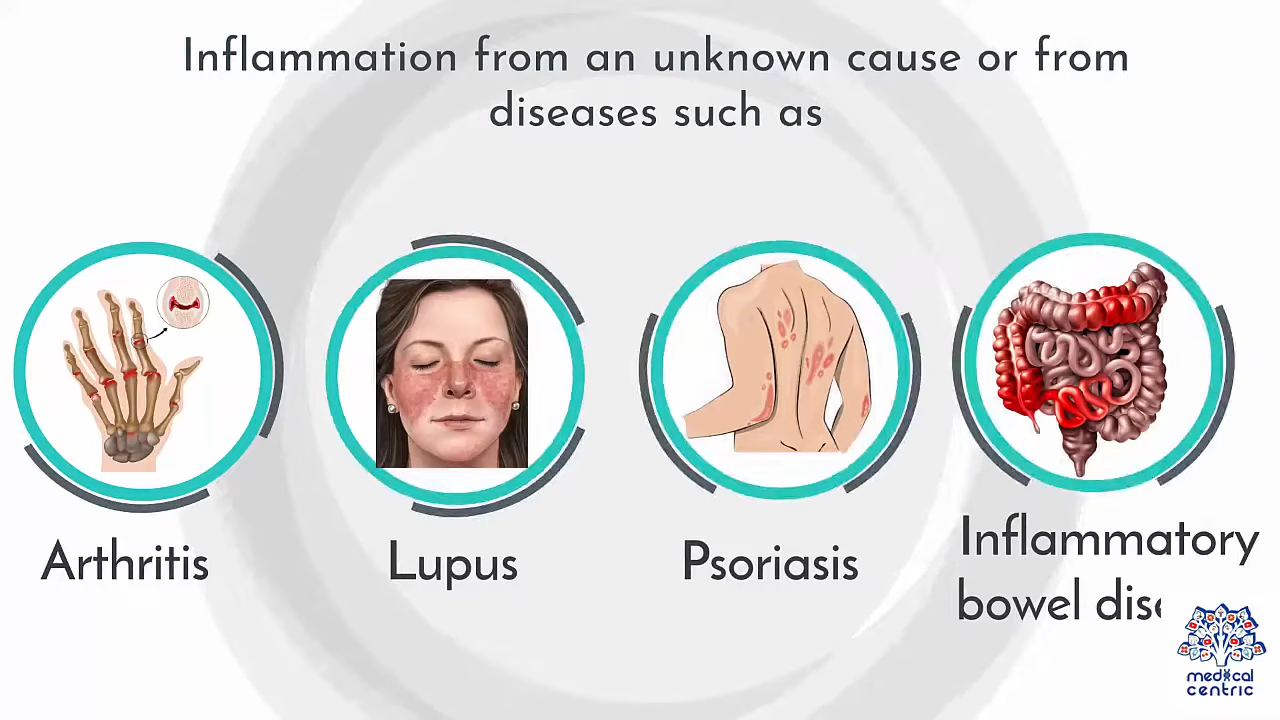 Inflammation from an unknown cause or from
diseases such as
Arthritis
Lupus
Psoriasis
Inflammatory
bowel
medical
centric